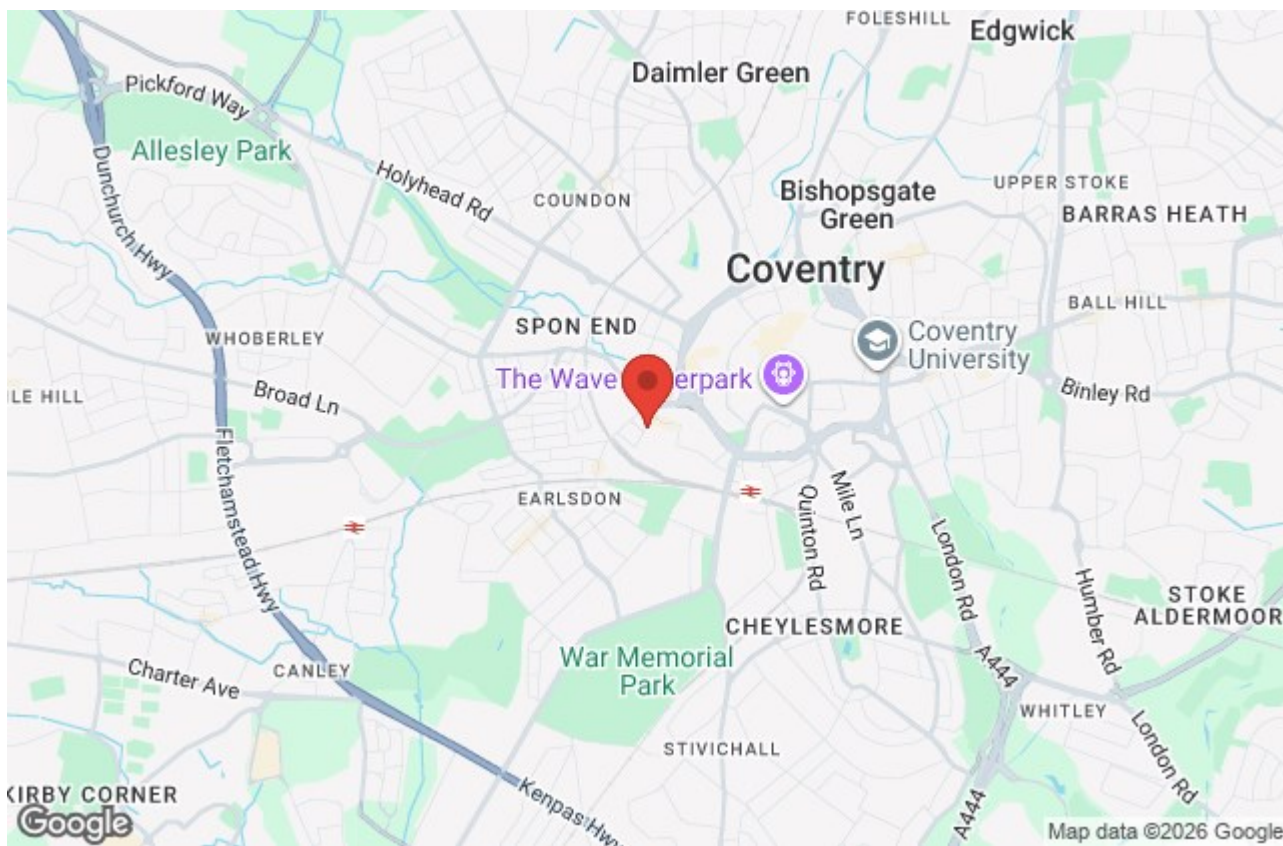 FOLESHILL
Edgwick
Daimler Green
Pickford Way
Allesley Park
Holyhead Rd
COUNDON
Bishopsgate
Green
UPPER STOKE
BARRAS HEATH
Dunchurch Hwy
Coventry
BALL HILL
SPON END
WHOBERLEY
Coventry
University
The Wave
erpark
Broad Ln
Binley Rd
LE HILL
Fletchamstead Hwy
EARLSDON
Quinton Rd
Mile Ln
London Rd
Humber Rd
STOKE
ALDERMOOR
CHEYLESMORE
War Memorial
Park
A444
CANLEY
Charter Ave
WHITLEY
STIVICHALL
London Rd
Kenpas Hwy
KIRBY CORNER
A444
Google
Map data ©2026 Google